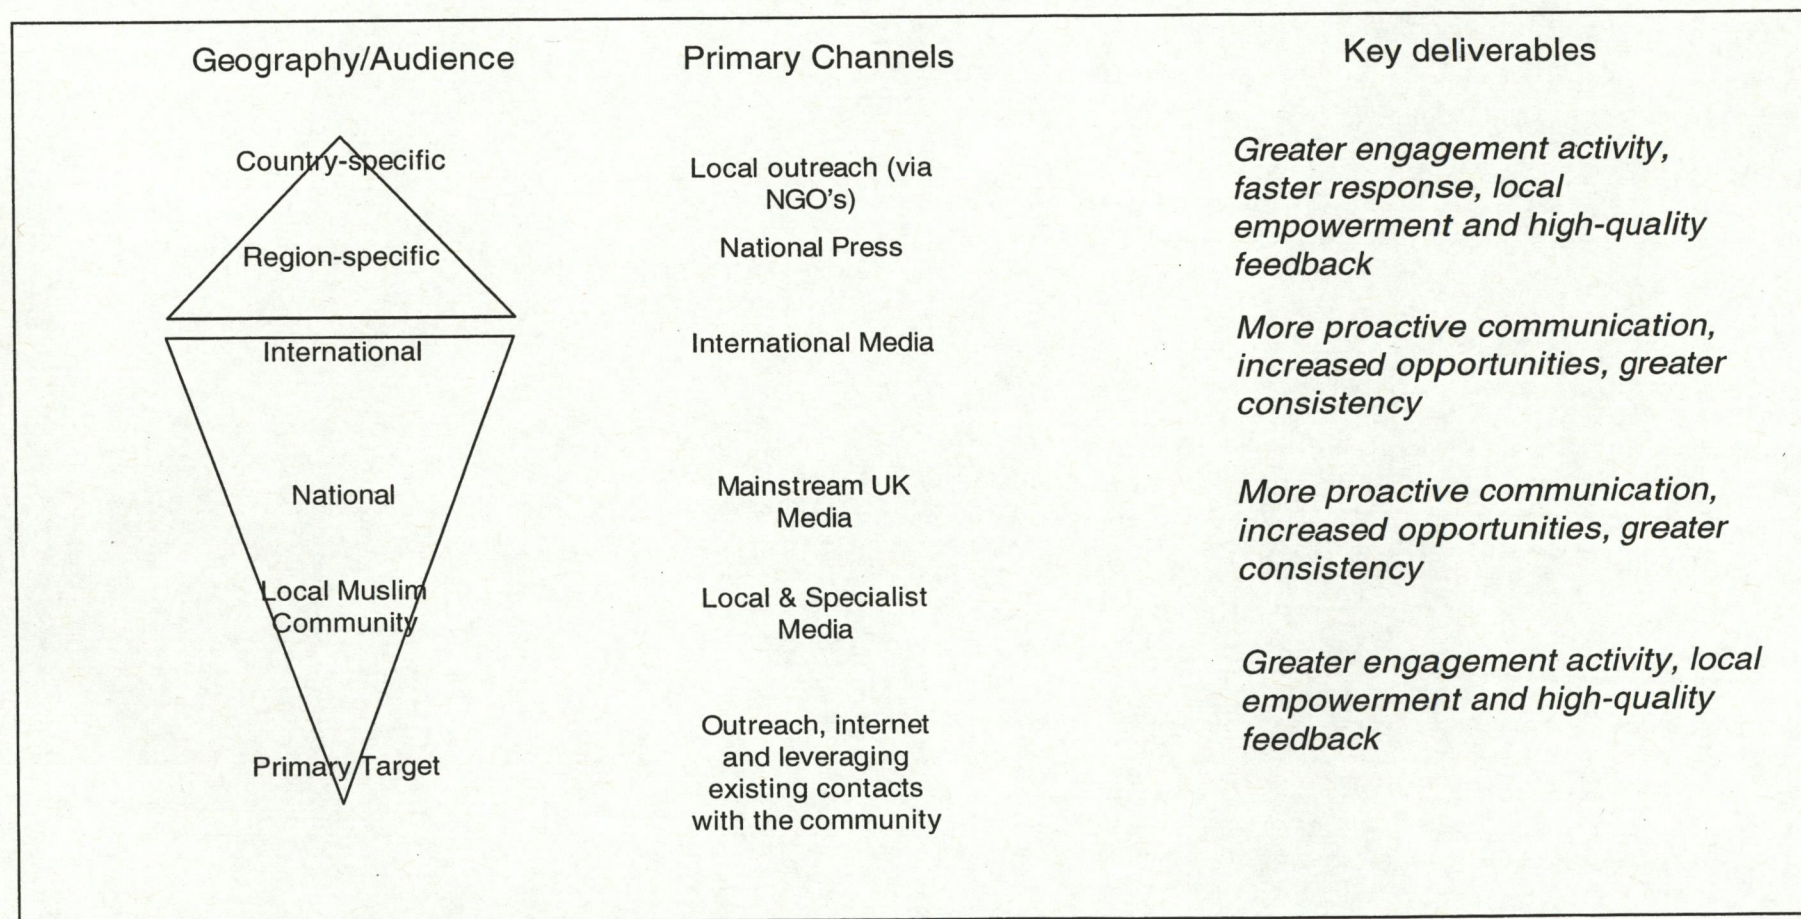 Geography/Audience
Primary Channels
Key deliverables
Country-specific
Region-specific
International
National
Local Muslim
Community
Primary Target
Local outreach (via
NGO's)
National Press
International Media
Mainstream UK
Media
Local & Specialist
Media
Outreach, internet
and leveraging
existing contacts
with the community
Greater engagement activity,
faster response, local
empowerment and high-quality
feedback
More proactive communication,
increased opportunities, greater
consistency
More proactive communication,
increased opportunities, greater
consistency
Greater engagement activity, local
empowerment and high-quality
feedback